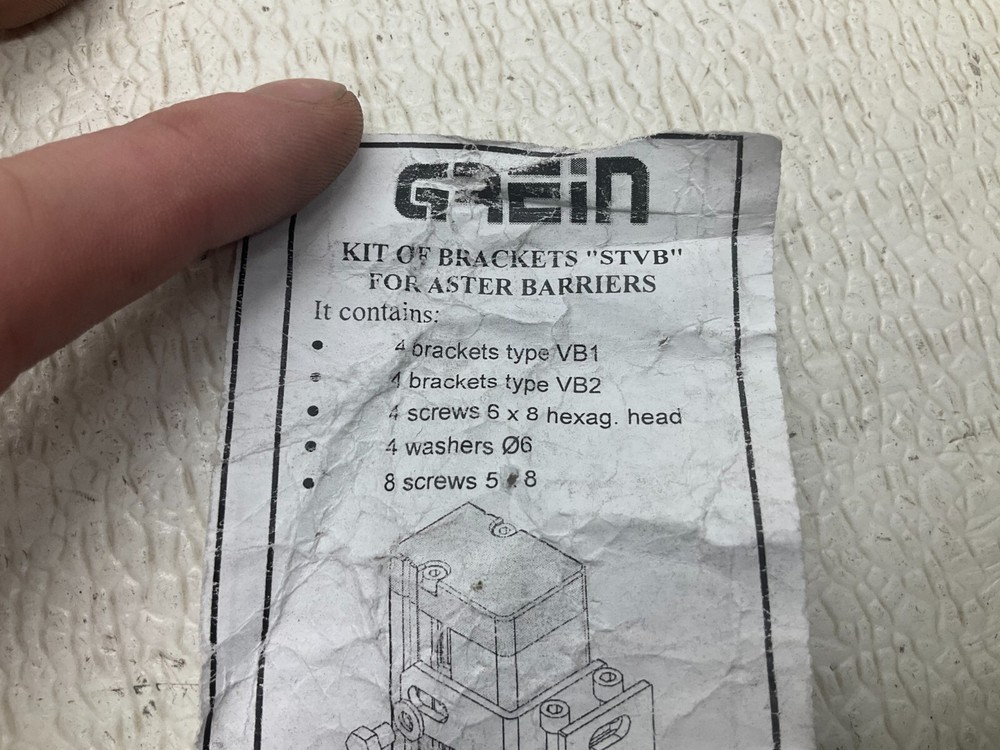 GREIN
KIT OF BRACKETS "STVB"
FOR ASTER BARRIERS
It contains:
• 4 brackets type VB1
• 4 brackets type VB2
• 4 screws 6 x 8 hexag. head
• 4 washers Ø6
• 8 screws 5 x 8